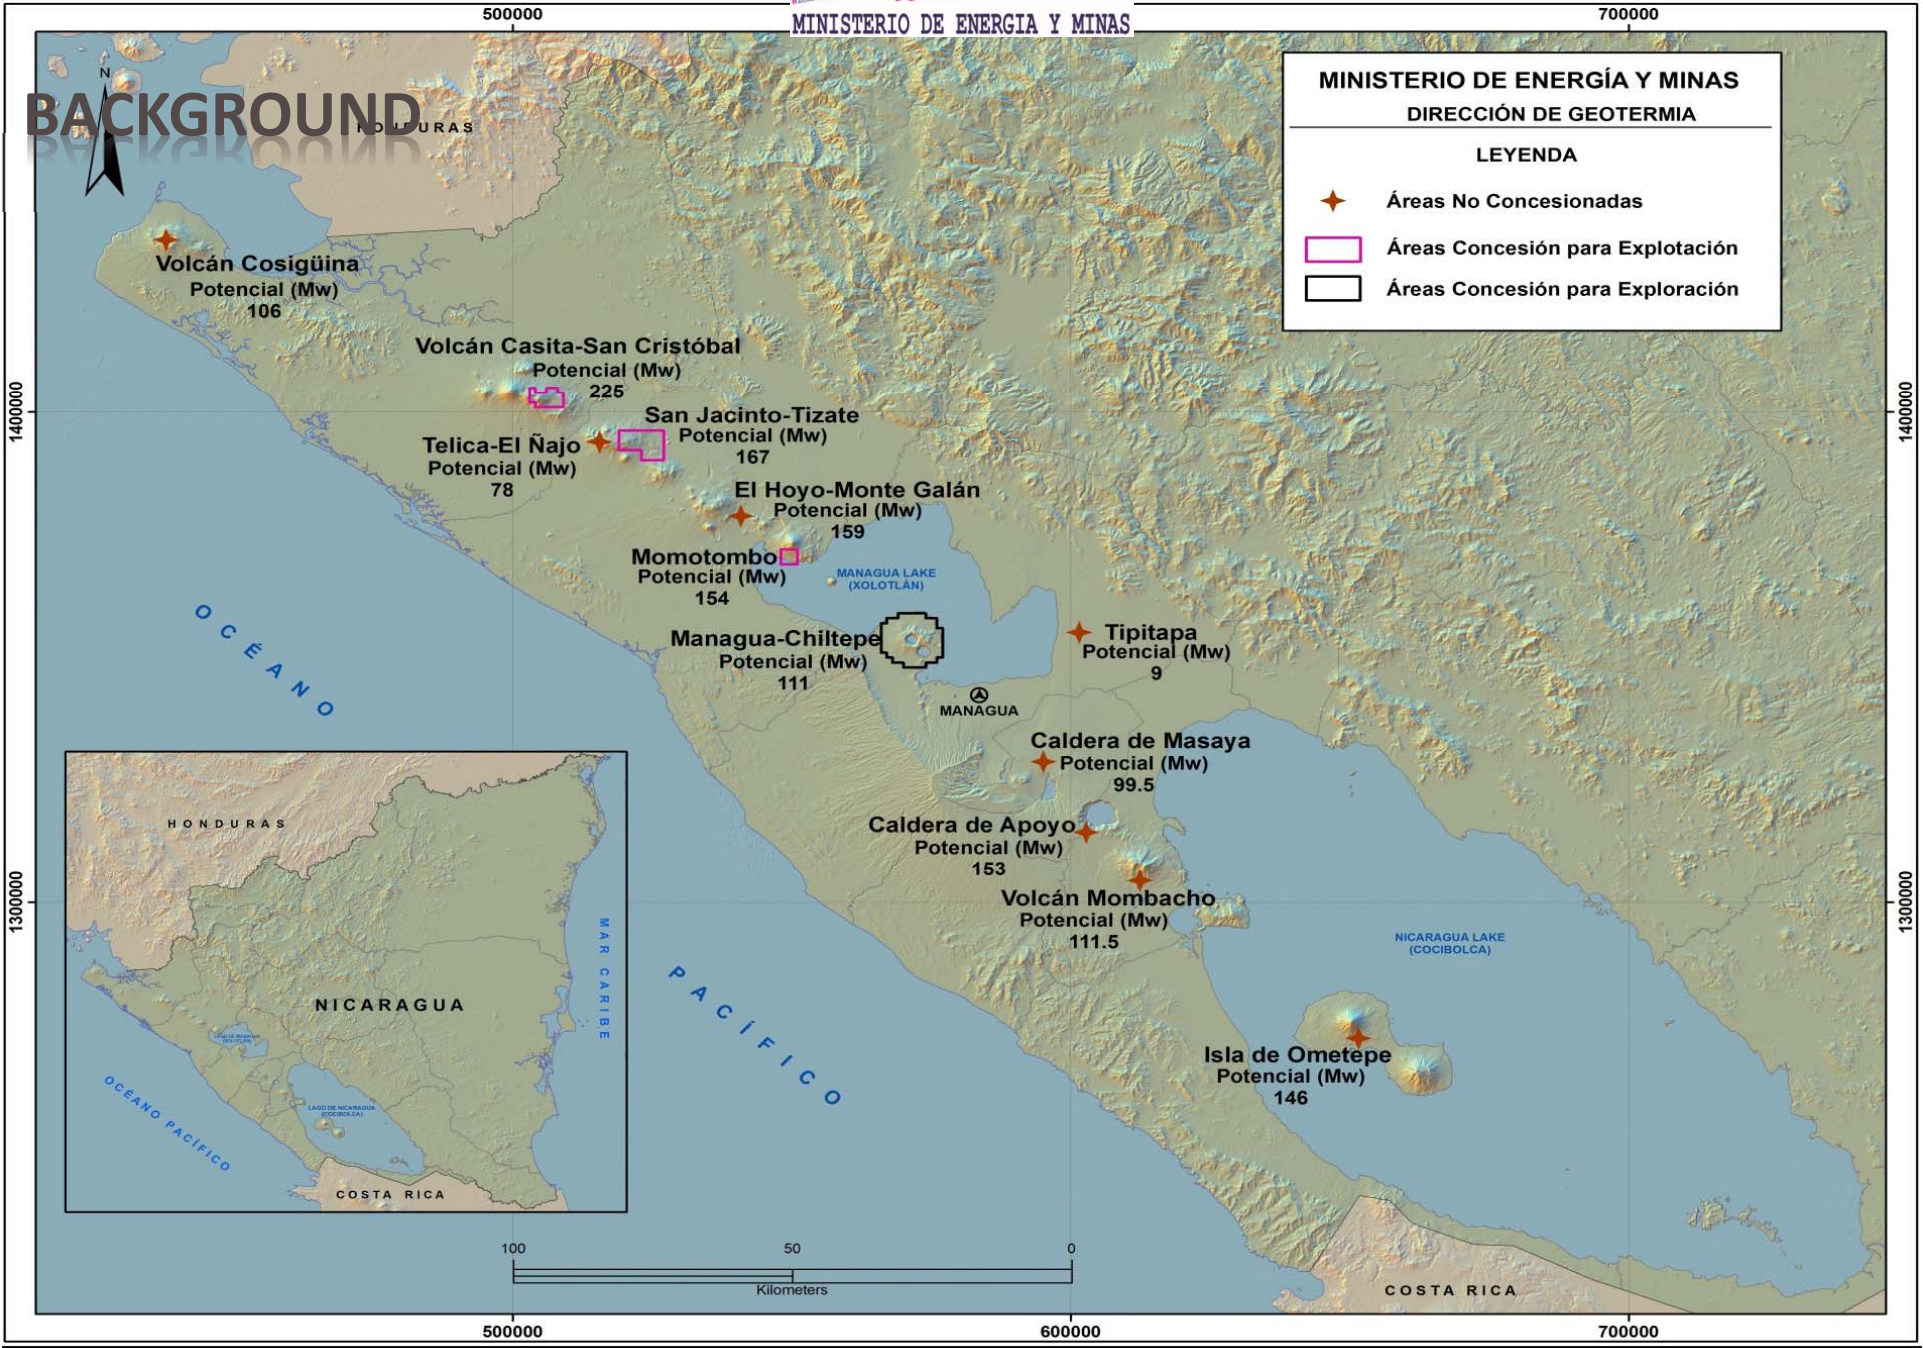 MINISTERIO DE ENERGIA Y MINAS
500000
700000
BACKGROUND
N
HONDURAS
MINISTERIO DE ENERGÍA Y MINAS
DIRECCIÓN DE GEOTERMIA
LEYENDA
Áreas No Concesionadas
Áreas Concesión para Explotación
Áreas Concesión para Exploración
Volcán Cosigüina
Potencial (Mw)
106
Volcán Casita-San Cristóbal
Potencial (Mw)
225
1400000
1400000
San Jacinto-Tizate
Potencial (Mw)
167
Telica-El Ñajo
Potencial (Mw)
78
El Hoyo-Monte Galán
Potencial (Mw)
159
Momotombo
Potencial (Mw)
154
MANAGUA LAKE
(XOLOTLÁN)
Managua-Chiltepe
Potencial (Mw)
111
Tipitapa
Potencial (Mw)
9
MANAGUA
OCÉANO
PACÍFICO
Caldera de Masaya
Potencial (Mw)
99.5
Caldera de Apoyo
Potencial (Mw)
153
Volcán Mombacho
Potencial (Mw)
111.5
1300000
1300000
NICARAGUA LAKE
(COCIBOLCA)
Isla de Ometepe
Potencial (Mw)
146
HONDURAS
NICARAGUA
MAR CARIBE
OCÉANO PACÍFICO
LAGO DE NICARAGUA
(COCIBOLCA)
COSTA RICA
100
50
0
Kilometers
COSTA RICA
500000
600000
700000